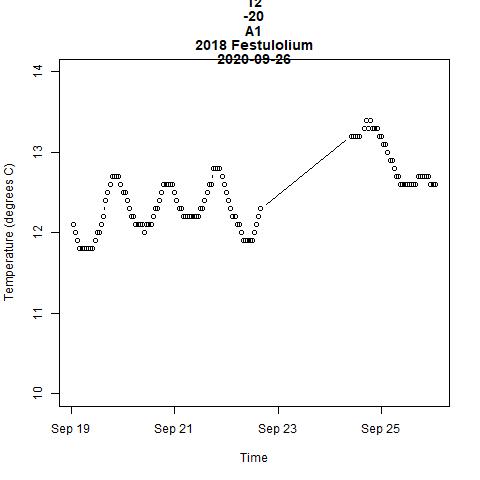 T2
-20
A1
2018 Festulolium
2020-09-26
Temperature (degrees C)
14
13
12
11
10
Sep 19
Sep 21
Sep 23
Sep 25
Time